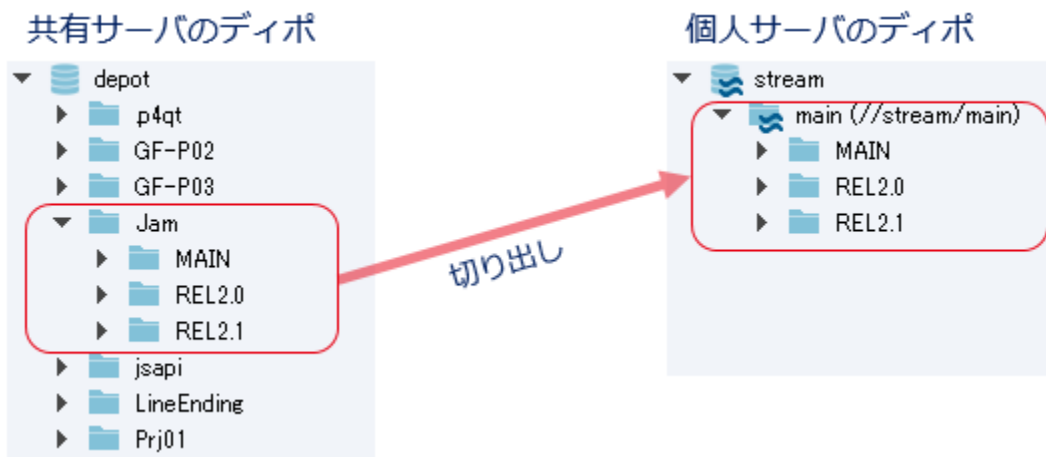 共有サーバのディポ
depot
.p4qt
GF-P02
GF-P03
Jam
MAIN
REL2.0
REL2.1
jsapi
LineEnding
Prj01
切り出し
個人サーバのディポ
stream
main (//stream/main)
MAIN
REL2.0
REL2.1